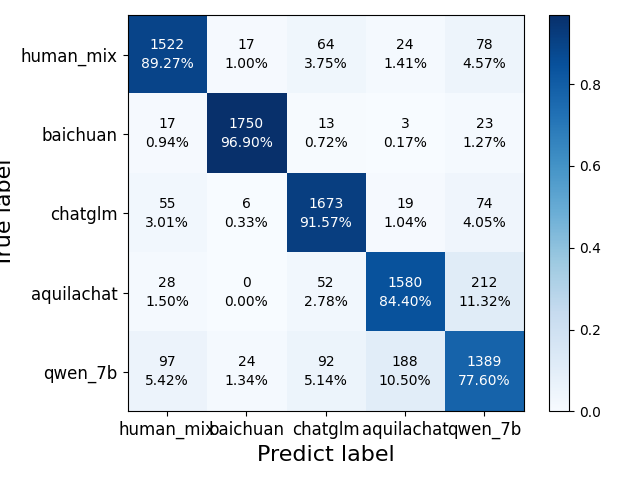 human_mix
1522 17 64 24 78
89.27% 1.00% 3.75% 1.41% 4.57%
baichuan
17 1750 13 3 23
0.94% 96.90% 0.72% 0.17% 1.27%
chatglm
55 6 1673 19 74
3.01% 0.33% 91.57% 1.04% 4.05%
aquilachat
28 0 52 1580 212
1.50% 0.00% 2.78% 84.40% 11.32%
qwen_7b
97 24 92 188 1389
5.42% 1.34% 5.14% 10.50% 77.60%
human_mix baichuan chatglm aquilachat qwen_7b
Predict label
True label
0.8
0.6
0.4
0.2
0.0